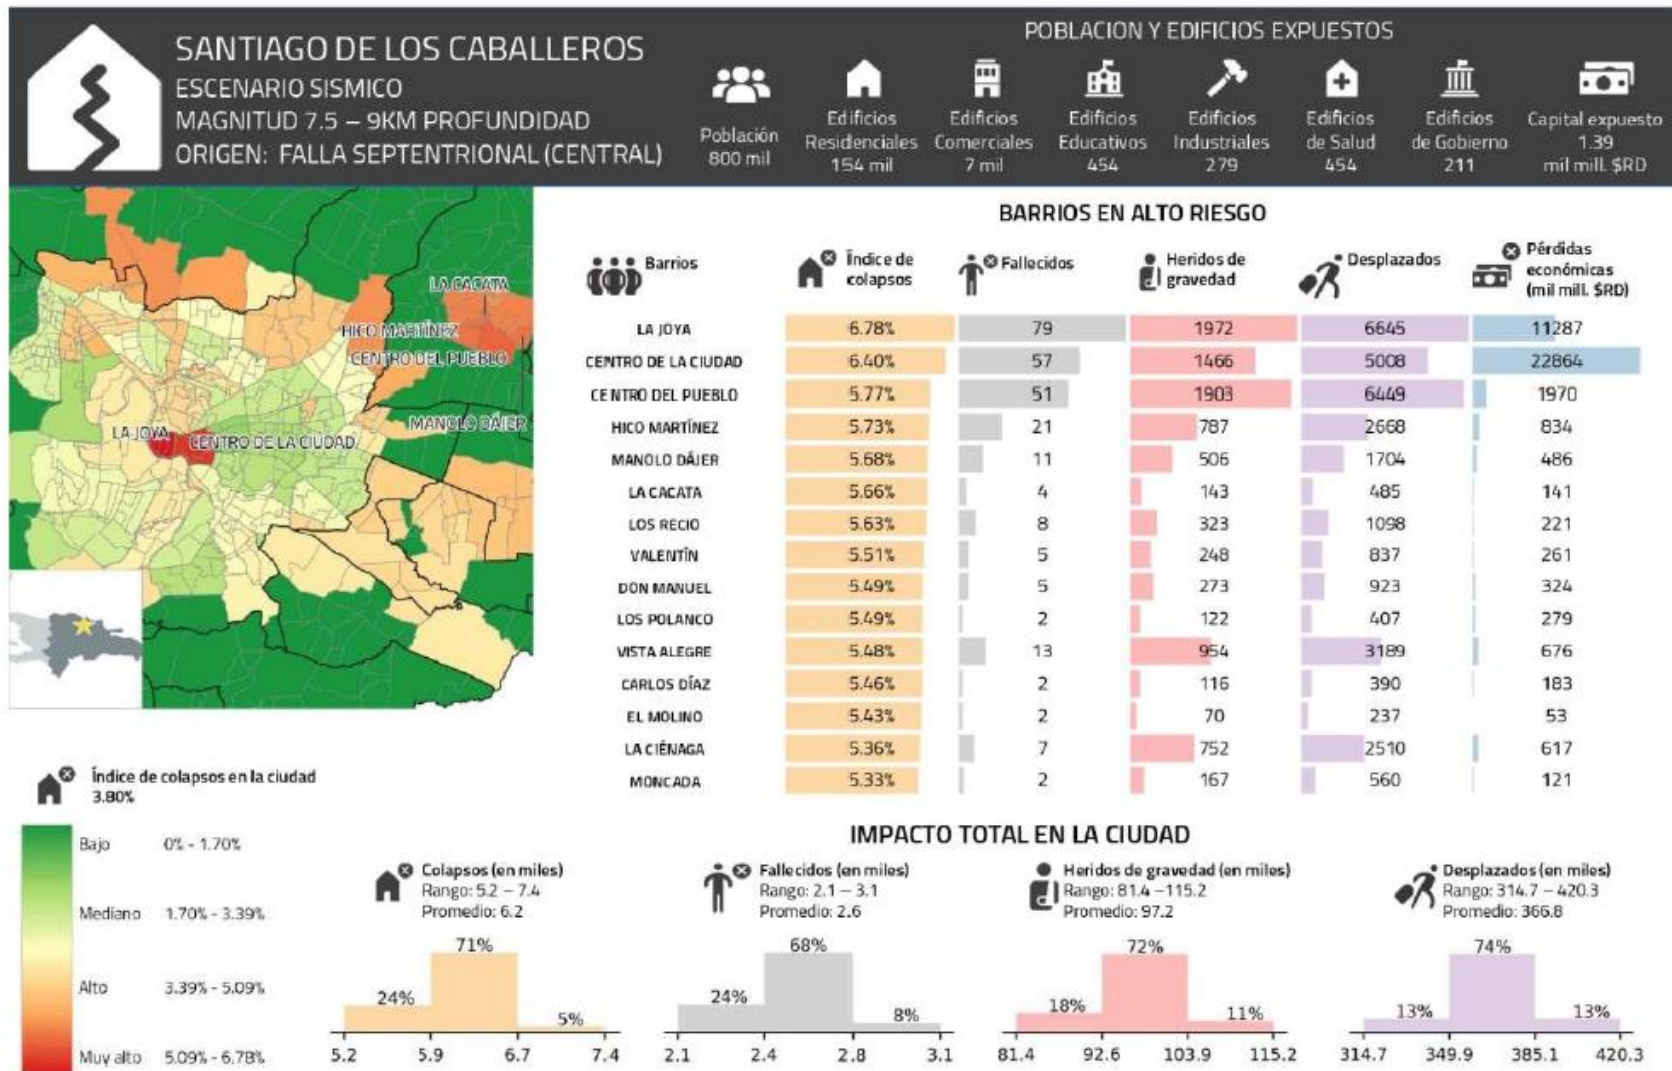 SANTIAGO DE LOS CABALLEROS
ESCENARIO SISMICO
MAGNITUD 7.5 – 9KM PROFUNDIDAD
ORIGEN: FALLA SEPTENTRIONAL (CENTRAL)
POBLACION Y EDIFICIOS EXPUESTOS
Población
800 mil
Edificios
Residenciales
154 mil
Edificios
Comerciales
7 mil
Edificios
Educativos
454
Edificios
Industriales
279
Edificios
de Salud
454
Edificios
de Gobierno
211
Capital expuesto
1.39
mil mill. $RD
LA CACATA
HICO MARTÍNEZ
CENTRO DEL PUEBLO
MANOLO DÁJER
LA JOYA
CENTRO DE LA CIUDAD
BARRIOS EN ALTO RIESGO
Barrios
Índice de
colapsos
Fallecidos
Heridos de
gravedad
Desplazados
Pérdidas
económicas
(mil mill. $RD)
LA JOYA 6.78% 79 1972 6645 11287
CENTRO DE LA CIUDAD 6.40% 57 1466 5008 22864
CENTRO DEL PUEBLO 5.77% 51 1903 6449 1970
HICO MARTÍNEZ 5.73% 21 787 2668 834
MANOLO DÁJER 5.68% 11 506 1704 486
LA CACATA 5.66% 4 143 485 141
LOS RECIO 5.63% 8 323 1098 221
VALENTÍN 5.51% 5 248 837 261
DON MANUEL 5.49% 5 273 923 324
LOS POLANCO 5.49% 2 122 407 279
VISTA ALEGRE 5.48% 13 954 3189 676
CARLOS DÍAZ 5.46% 2 116 390 183
EL MOLINO 5.43% 2 70 237 53
LA CIÉNAGA 5.36% 7 752 2510 617
MONCADA 5.33% 2 167 560 121
Índice de colapsos en la ciudad
3.80%
Bajo 0% - 1.70%
Mediano 1.70% - 3.39%
Alto 3.39% - 5.09%
Muy alto 5.09% - 6.78%
IMPACTO TOTAL EN LA CIUDAD
Colapsos (en miles)
Rango: 5.2 – 7.4
Promedio: 6.2
71%
24%
5%
5.2 5.9 6.7 7.4
Fallecidos (en miles)
Rango: 2.1 – 3.1
Promedio: 2.6
68%
24%
8%
2.1 2.4 2.8 3.1
Heridos de gravedad (en miles)
Rango: 81.4 –115.2
Promedio: 97.2
72%
18%
11%
81.4 92.6 103.9 115.2
Desplazados (en miles)
Rango: 314.7 – 420.3
Promedio: 366.8
74%
13%
13%
314.7 349.9 385.1 420.3